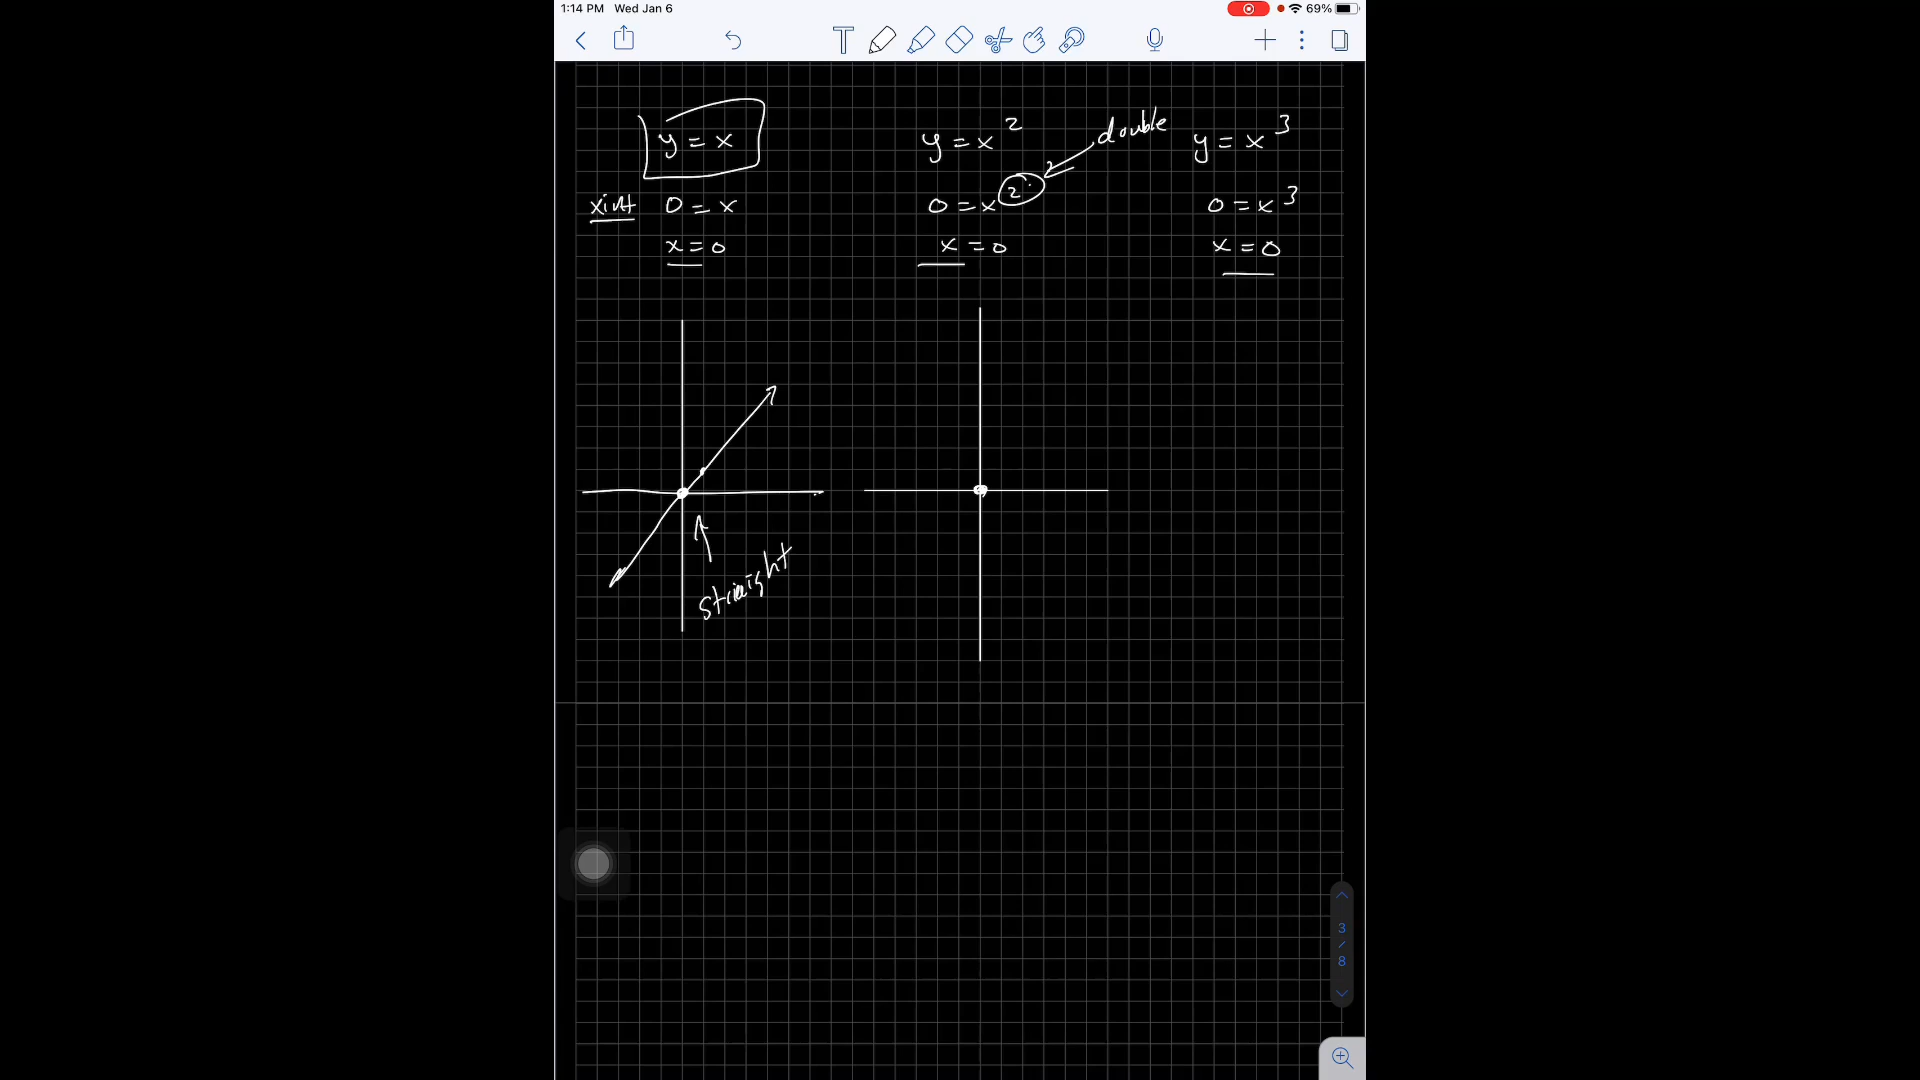 1:14 PM Wed Jan 6
69%
T
y = x
y = x²
double
y = x³
xint 0 = x
0 = x²
0 = x³
x = 0
x = 0
x = 0
straight
3
/
8